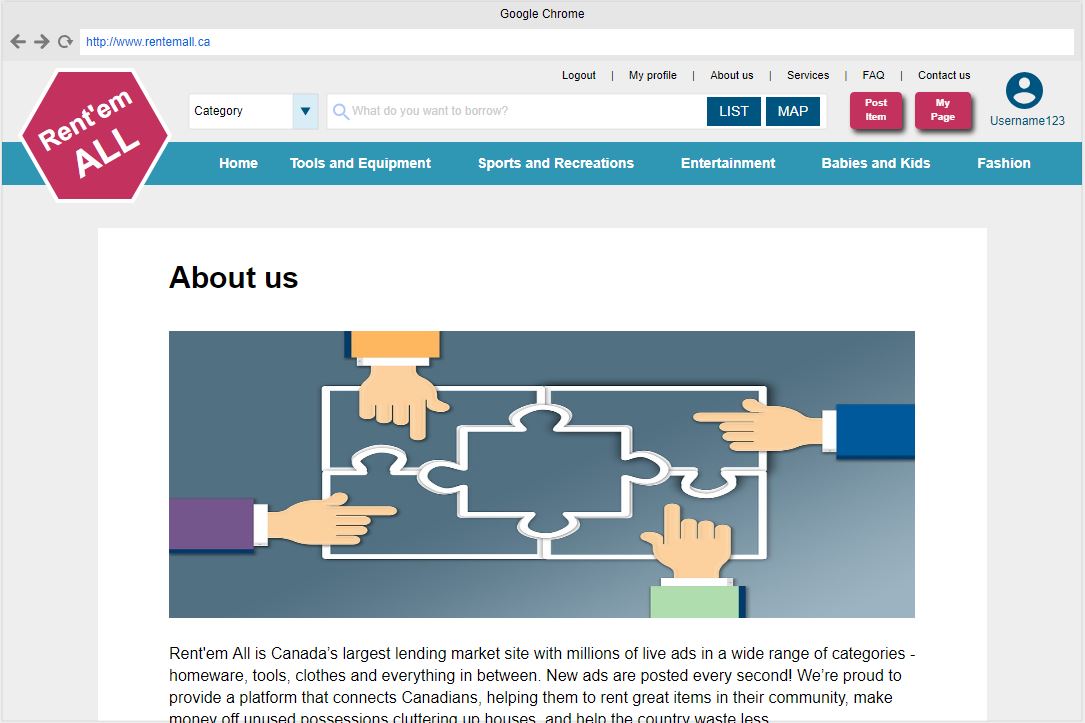 Google Chrome
http://www.rentemall.ca
Logout | My profile | About us | Services | FAQ | Contact us
Rent'em
ALL
Category
What do you want to borrow?
LIST
MAP
Post
Item
My
Page
Username123
Home
Tools and Equipment
Sports and Recreations
Entertainment
Babies and Kids
Fashion
About us
Rent'em All is Canada’s largest lending market site with millions of live ads in a wide range of categories -
homeware, tools, clothes and everything in between. New ads are posted every second! We’re proud to
provide a platform that connects Canadians, helping them to rent great items in their community, make
money off unused possessions cluttering up houses, and help the country waste less.